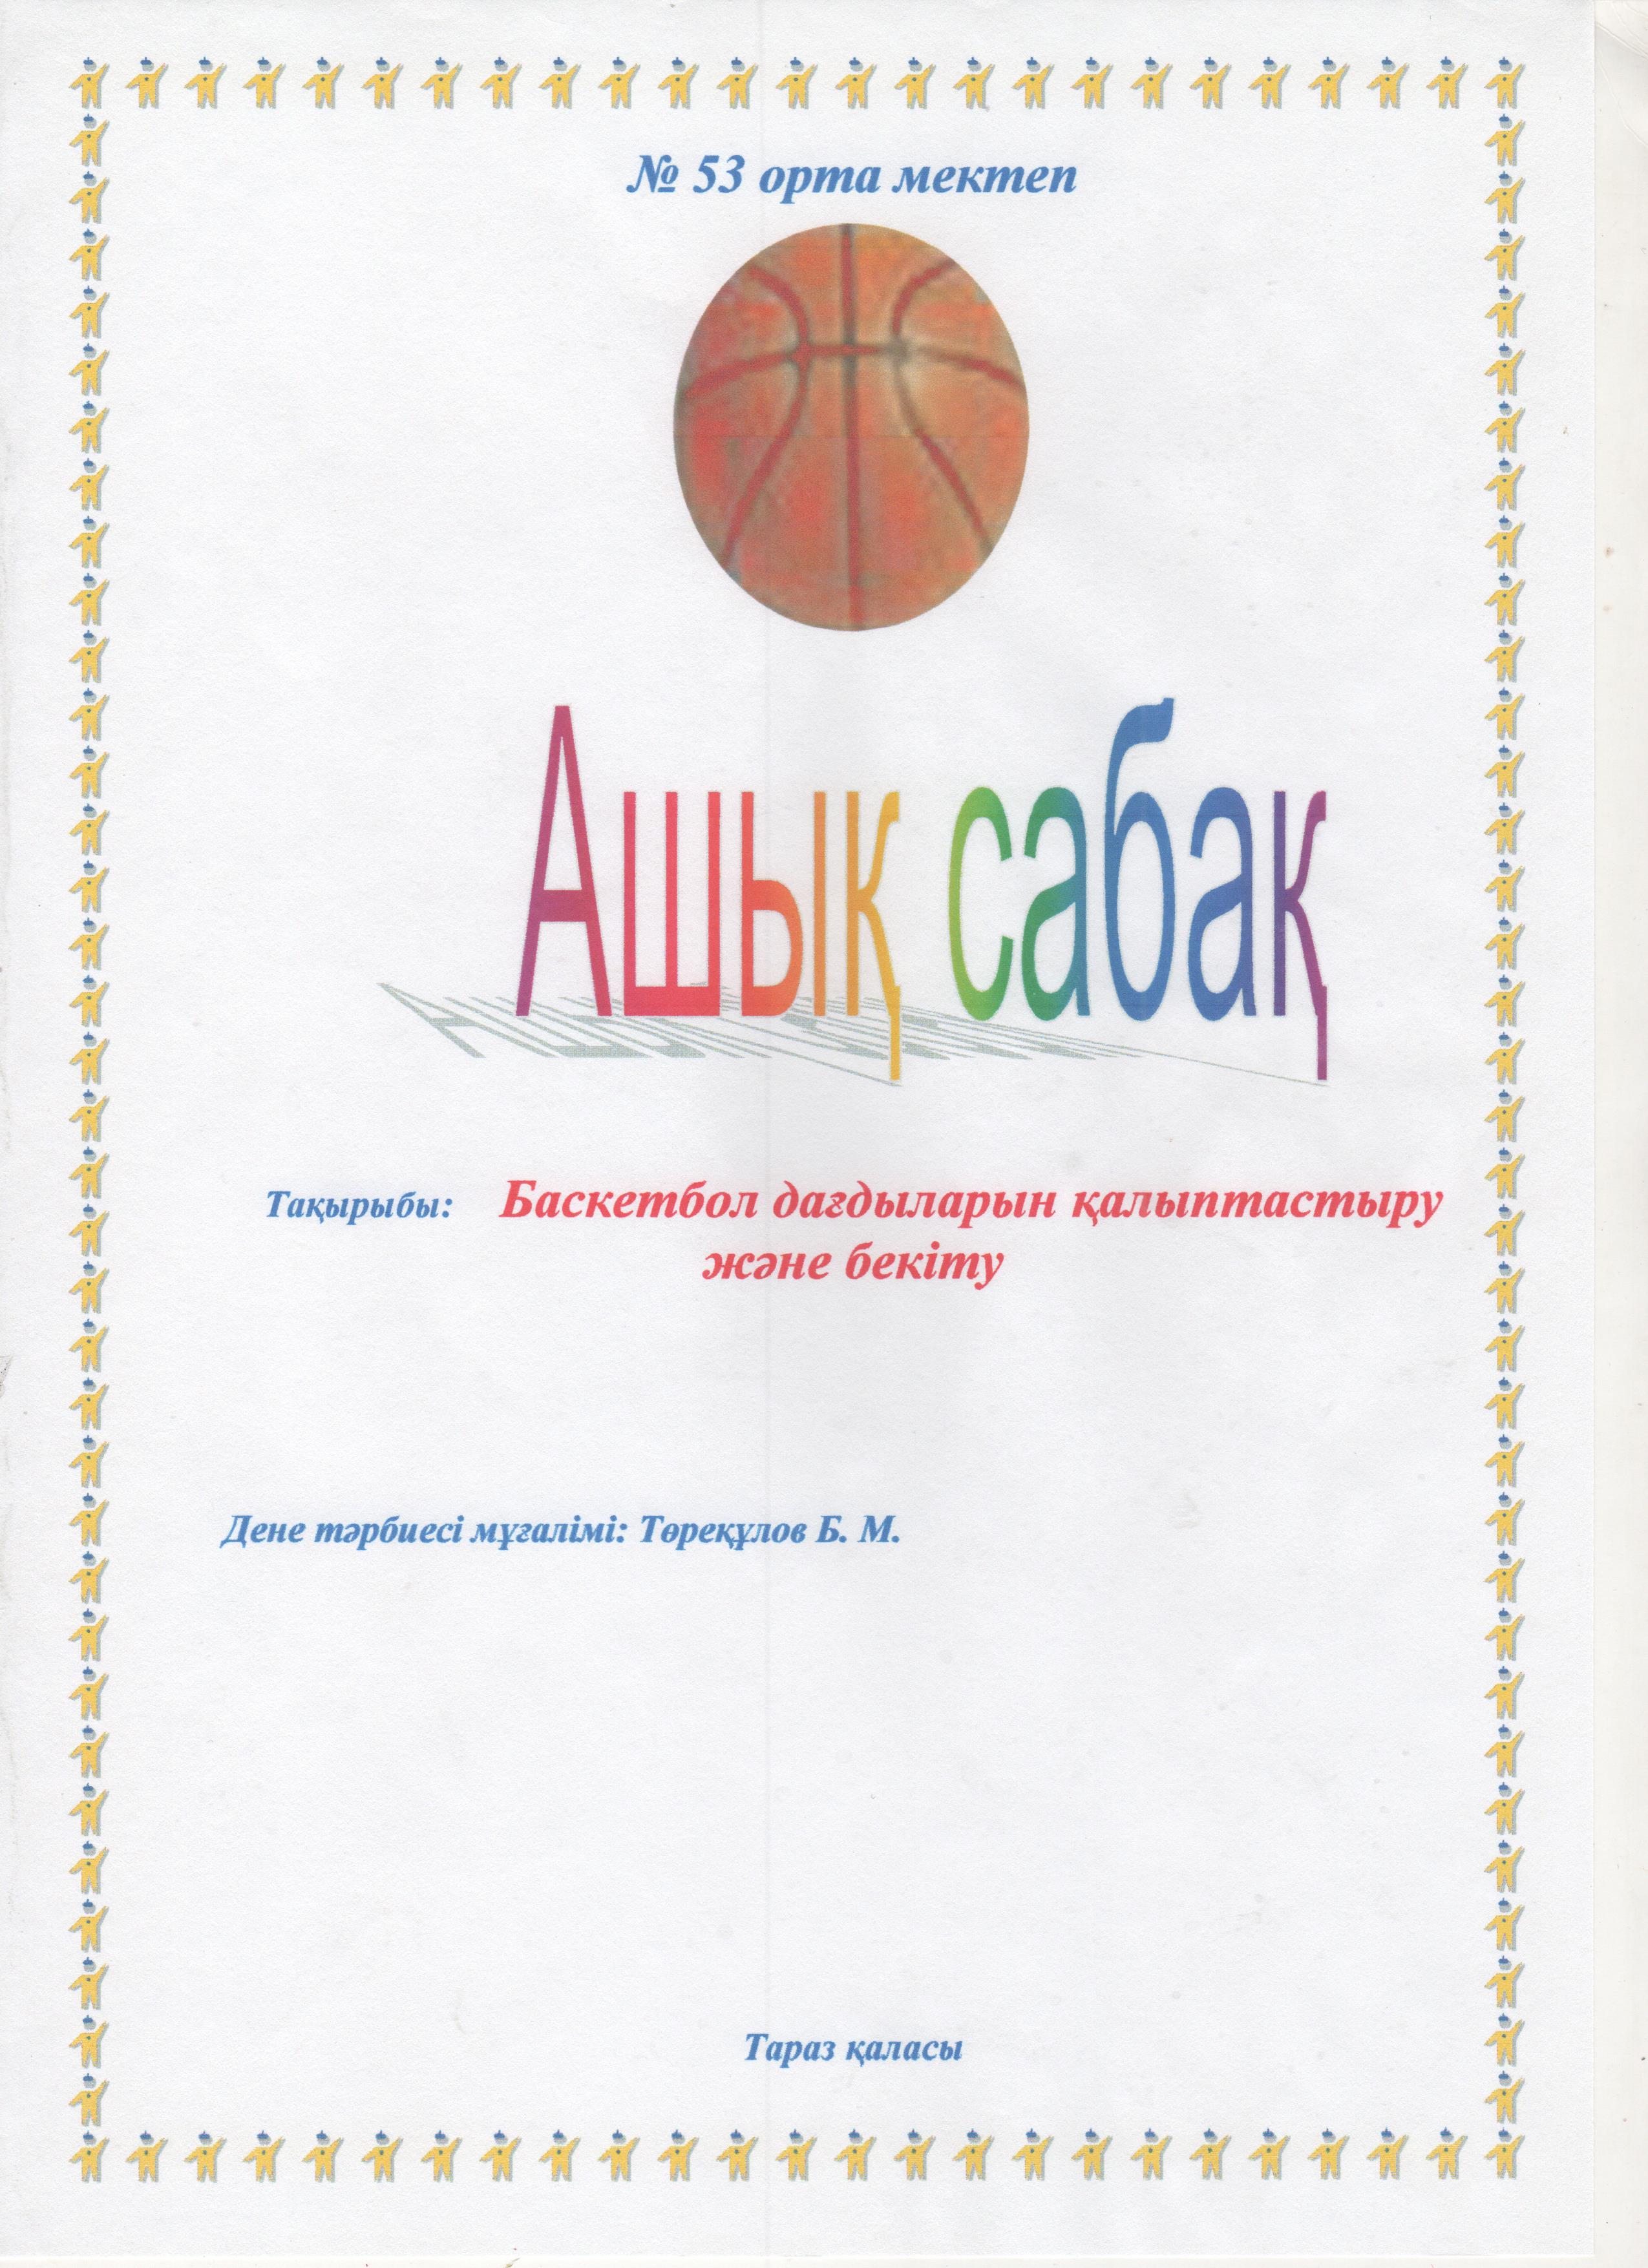 № 53 орта мектеп
Ашық сабақ
Тақырыбы: Баскетбол дағдыларын қалыптастыру
және бекіту
Дене тәрбиесі мұғалімі: Төреқұлов Б. М.
Тараз қаласы